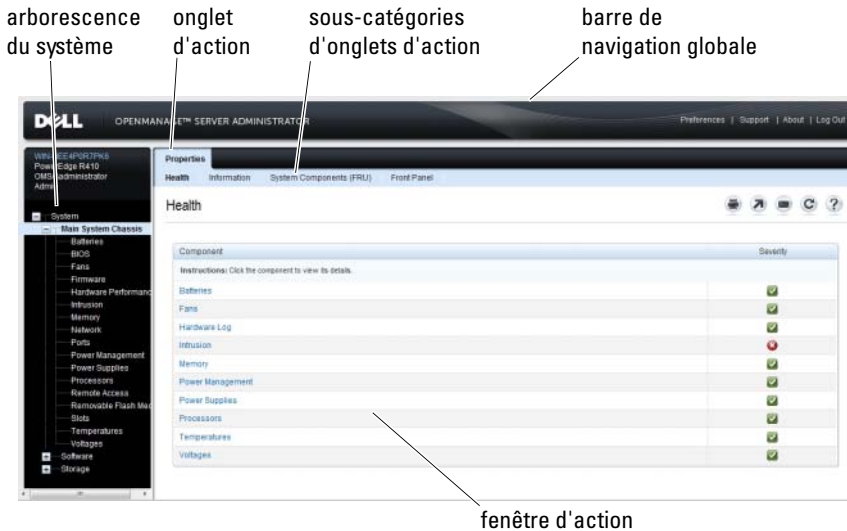 arborescence du système
onglet d'action
sous-catégories d'onglets d'action
barre de navigation globale
DELL
OPENMANAGE™ SERVER ADMINISTRATOR
Preferences | Support | About | Log Out
PowerEdge R410
Properties
Health Information System Components (FRU) Front Panel
Health
System
Main System Chassis
Batteries
BIOS
Fans
Firmware
Hardware Performanc
Intrusion
Memory
Network
Ports
Power Management
Power Supplies
Processors
Remote Access
Removable Flash Med
Slots
Temperatures
Voltages
Software
Storage
Component Severity
Instructions: Click the component to view its details.
Batteries
Fans
Hardware Log
Intrusion
Memory
Power Management
Power Supplies
Processors
Temperatures
Voltages
fenêtre d'action